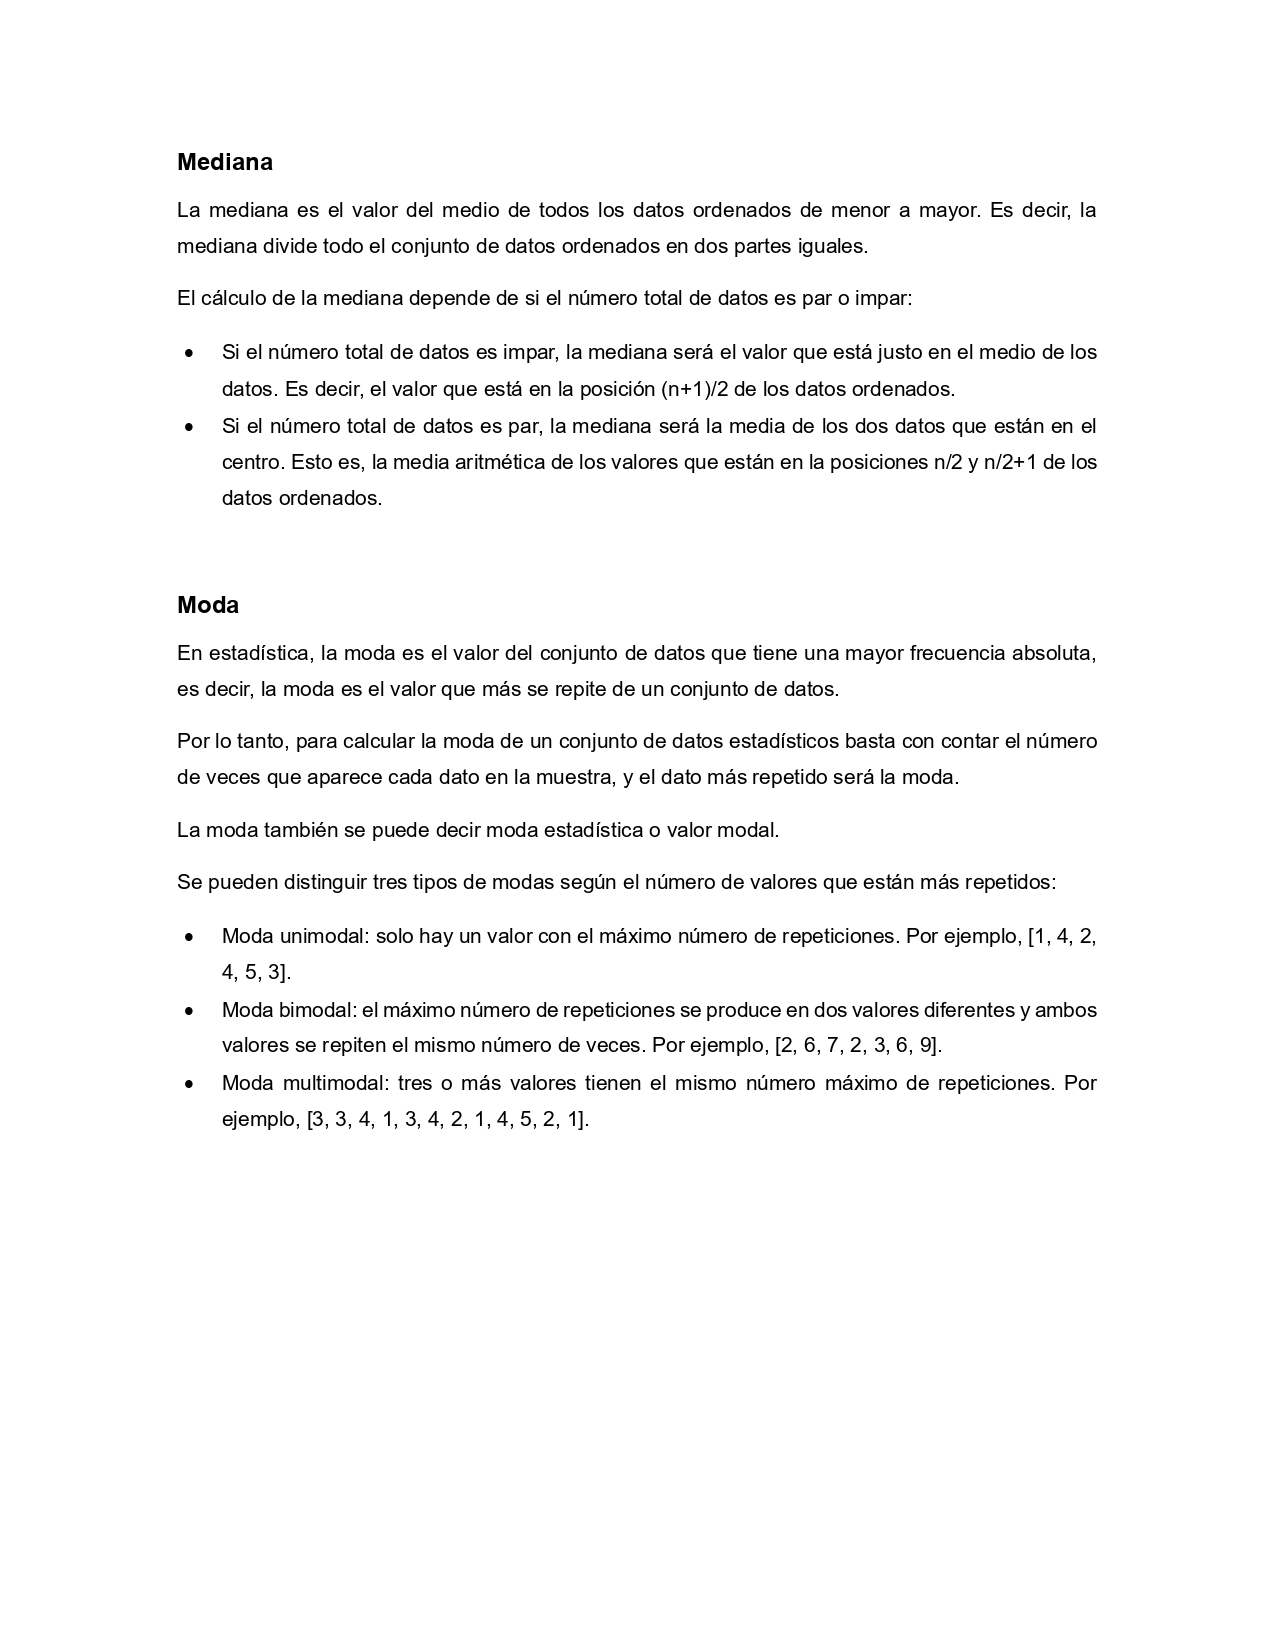 Mediana
La mediana es el valor del medio de todos los datos ordenados de menor a mayor. Es decir, la
mediana divide todo el conjunto de datos ordenados en dos partes iguales.
El cálculo de la mediana depende de si el número total de datos es par o impar:
• Si el número total de datos es impar, la mediana será el valor que está justo en el medio de los
datos. Es decir, el valor que está en la posición (n+1)/2 de los datos ordenados.
• Si el número total de datos es par, la mediana será la media de los dos datos que están en el
centro. Esto es, la media aritmética de los valores que están en la posiciones n/2 y n/2+1 de los
datos ordenados.
Moda
En estadística, la moda es el valor del conjunto de datos que tiene una mayor frecuencia absoluta,
es decir, la moda es el valor que más se repite de un conjunto de datos.
Por lo tanto, para calcular la moda de un conjunto de datos estadísticos basta con contar el número
de veces que aparece cada dato en la muestra, y el dato más repetido será la moda.
La moda también se puede decir moda estadística o valor modal.
Se pueden distinguir tres tipos de modas según el número de valores que están más repetidos:
• Moda unimodal: solo hay un valor con el máximo número de repeticiones. Por ejemplo, [1, 4, 2,
4, 5, 3].
• Moda bimodal: el máximo número de repeticiones se produce en dos valores diferentes y ambos
valores se repiten el mismo número de veces. Por ejemplo, [2, 6, 7, 2, 3, 6, 9].
• Moda multimodal: tres o más valores tienen el mismo número máximo de repeticiones. Por
ejemplo, [3, 3, 4, 1, 3, 4, 2, 1, 4, 5, 2, 1].